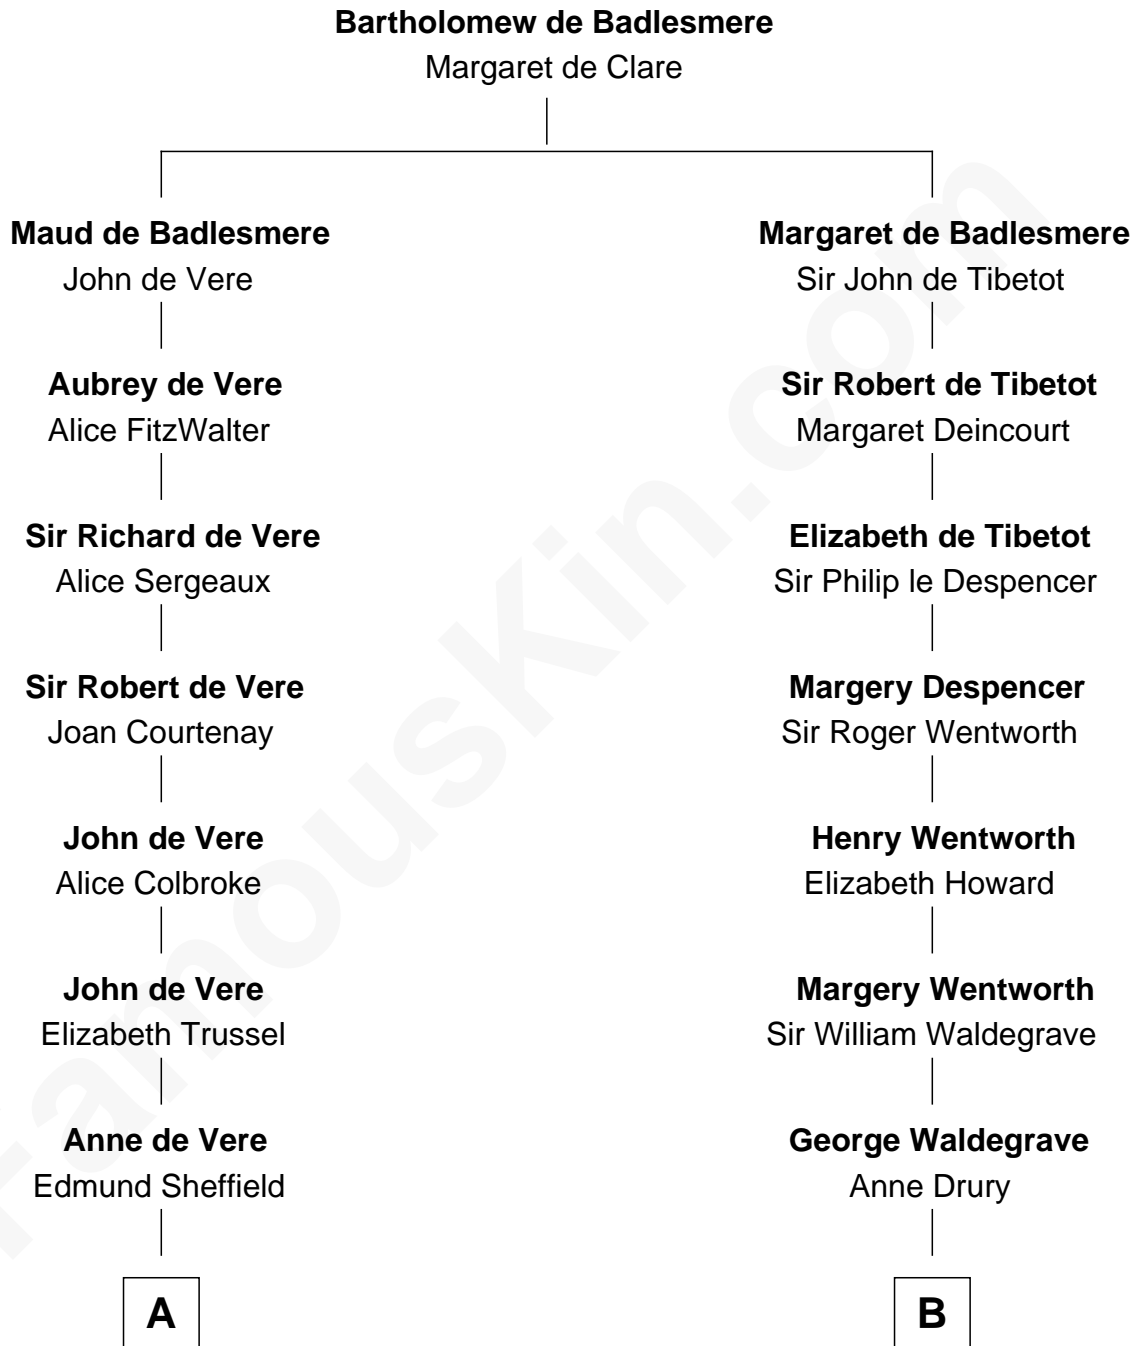 Bartholomew de Badlesmere
Margaret de Clare
Maud de Badlesmere
John de Vere
Margaret de Badlesmere
Sir John de Tibetot
Aubrey de Vere
Alice FitzWalter
Sir Robert de Tibetot
Margaret Deincourt
Sir Richard de Vere
Alice Sergeaux
Elizabeth de Tibetot
Sir Philip le Despencer
Sir Robert de Vere
Joan Courtenay
Margery Despencer
Sir Roger Wentworth
John de Vere
Alice Colbroke
Henry Wentworth
Elizabeth Howard
John de Vere
Elizabeth Trussel
Margery Wentworth
Sir William Waldegrave
Anne de Vere
Edmund Sheffield
George Waldegrave
Anne Drury
A
B
FamousKin.com